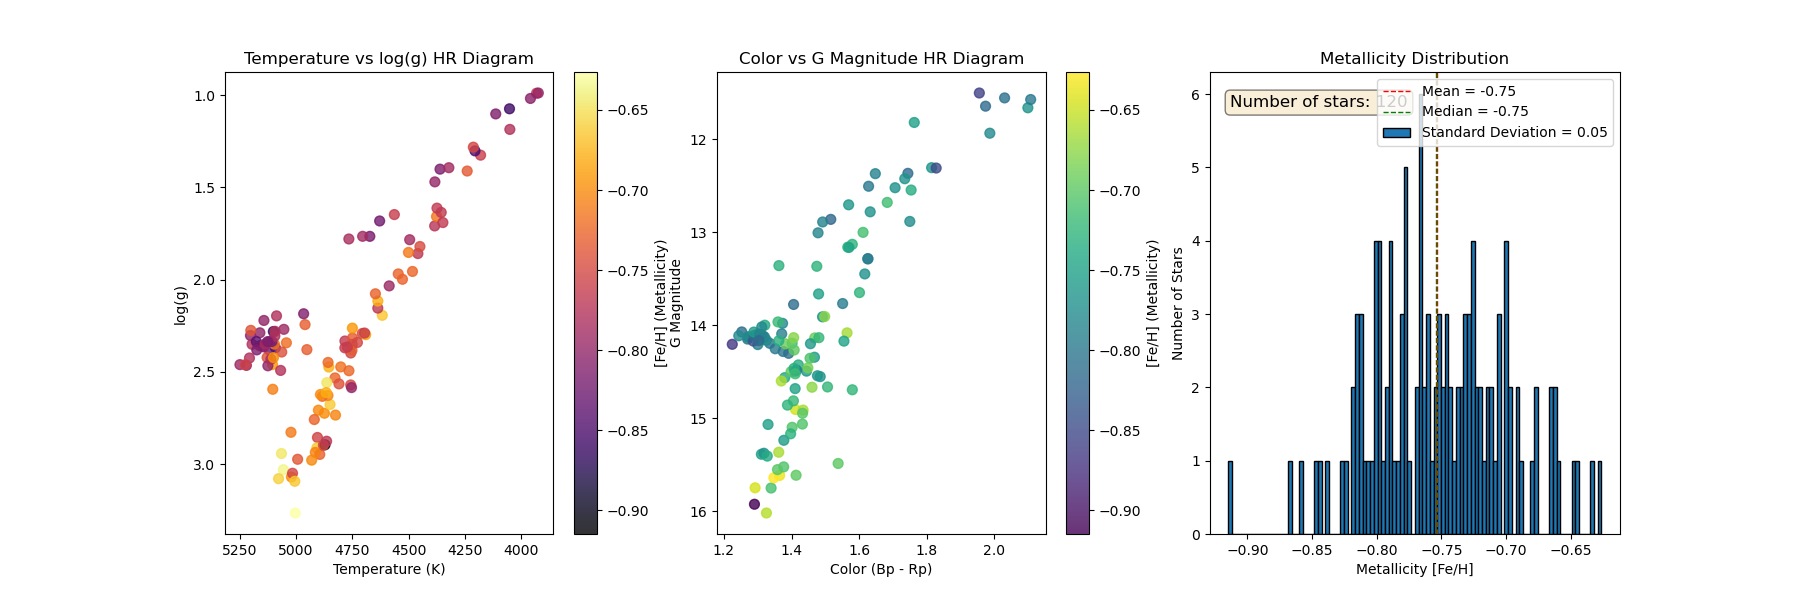 Temperature vs log(g) HR Diagram
1.0
1.5
2.0
2.5
3.0
log(g)
5250 5000 4750 4500 4250 4000
Temperature (K)
−0.65
−0.70
−0.75
−0.80
−0.85
−0.90
[Fe/H] (Metallicity)
Color vs G Magnitude HR Diagram
12
13
14
15
16
G Magnitude
1.2 1.4 1.6 1.8 2.0
Color (Bp - Rp)
−0.65
−0.70
−0.75
−0.80
−0.85
−0.90
[Fe/H] (Metallicity)
Metallicity Distribution
Number of stars: 120
Mean = -0.75
Median = -0.75
Standard Deviation = 0.05
6
5
4
3
2
1
0
Number of Stars
−0.90 −0.85 −0.80 −0.75 −0.70 −0.65
Metallicity [Fe/H]